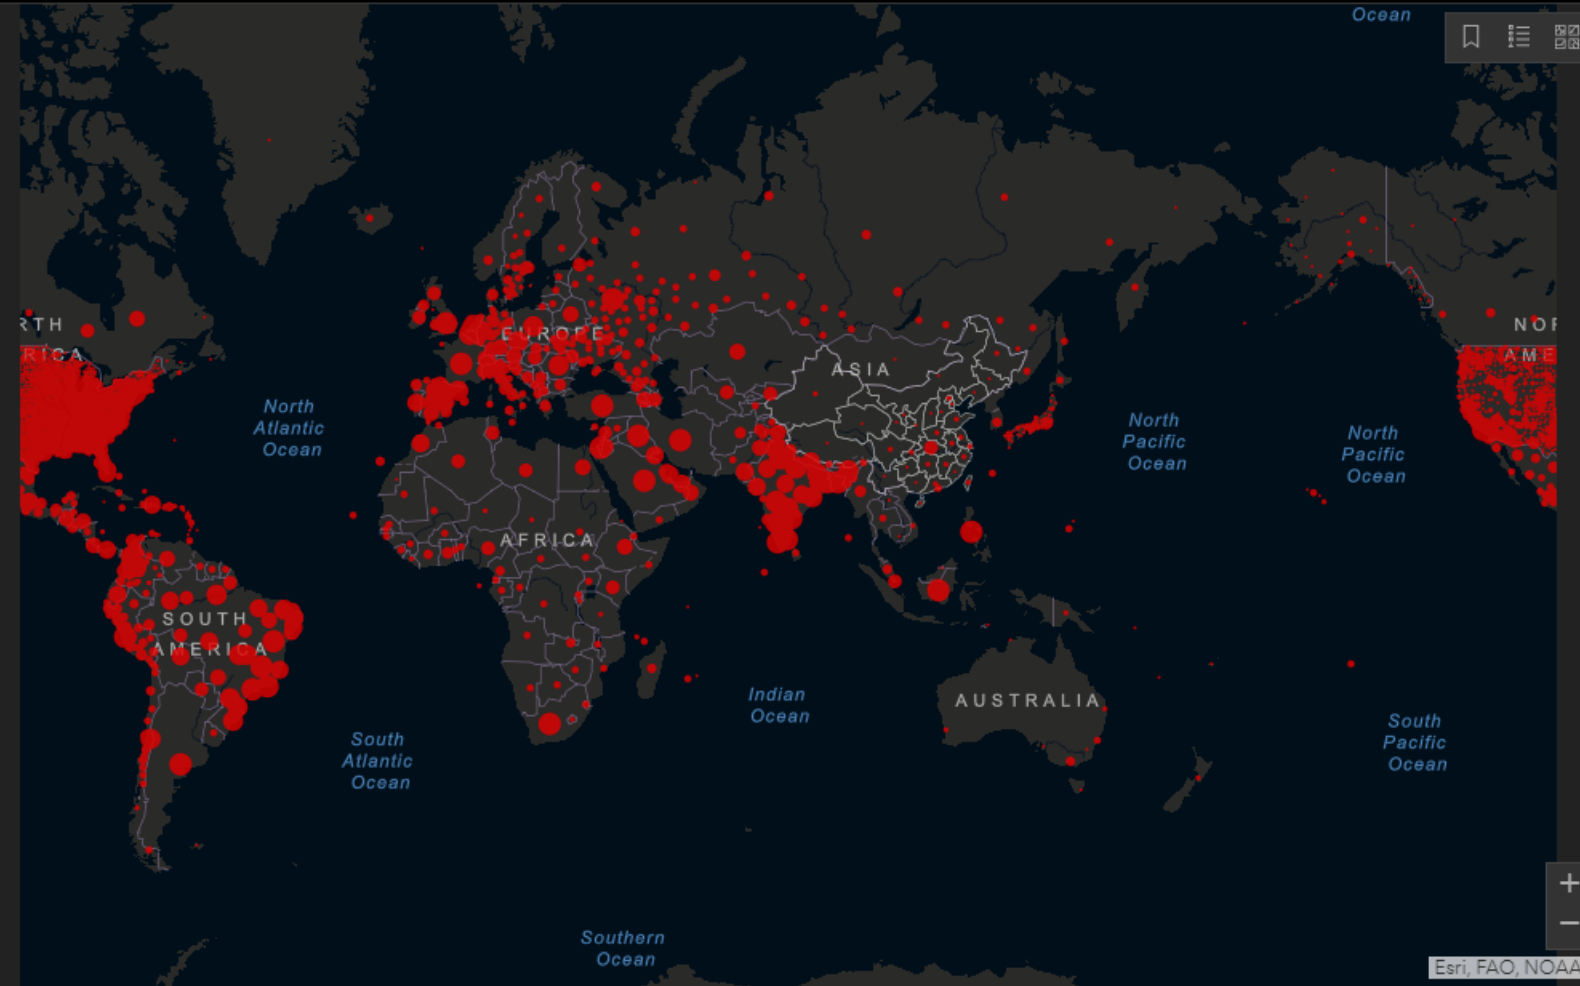 Ocean
RTH
RICA
EUROPE
NOR
AME
ASIA
North
Atlantic
Ocean
North
Pacific
Ocean
North
Pacific
Ocean
AFRICA
SOUTH
AMERICA
Indian
Ocean
AUSTRALIA
South
Atlantic
Ocean
South
Pacific
Ocean
Southern
Ocean
Esri, FAO, NOAA